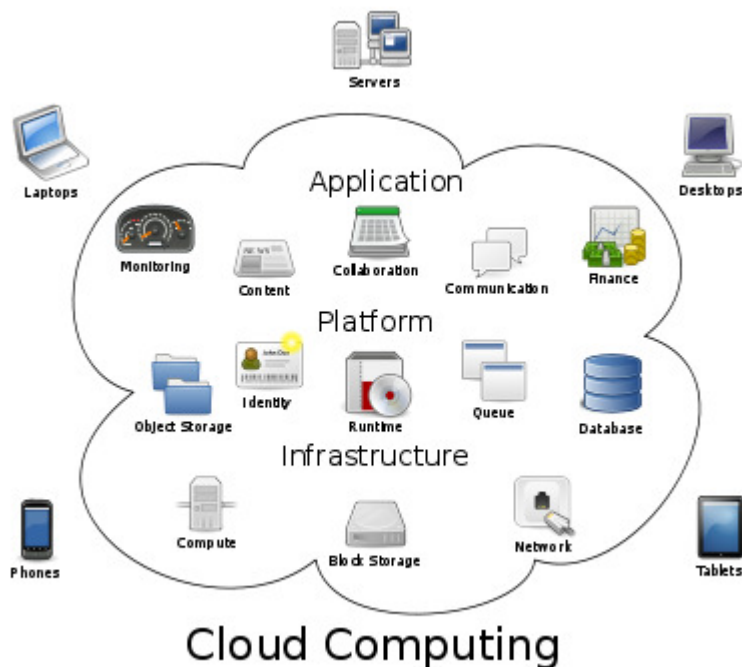 Servers
Laptops
Desktops
Application
Monitoring
Content
Collaboration
Communication
Finance
Platform
Object Storage
Identity
Runtime
Queue
Database
Infrastructure
Phones
Compute
Block Storage
Network
Tablets
Cloud Computing